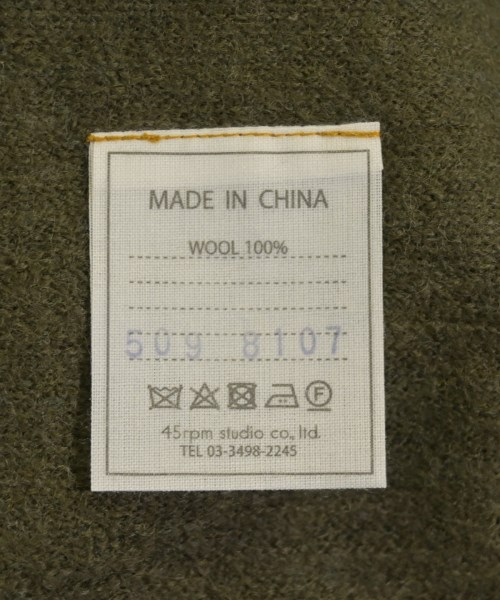 MADE IN CHINA
WOOL 100%
509 8107
F
45rpm studio co., ltd.
TEL 03-3498-2245